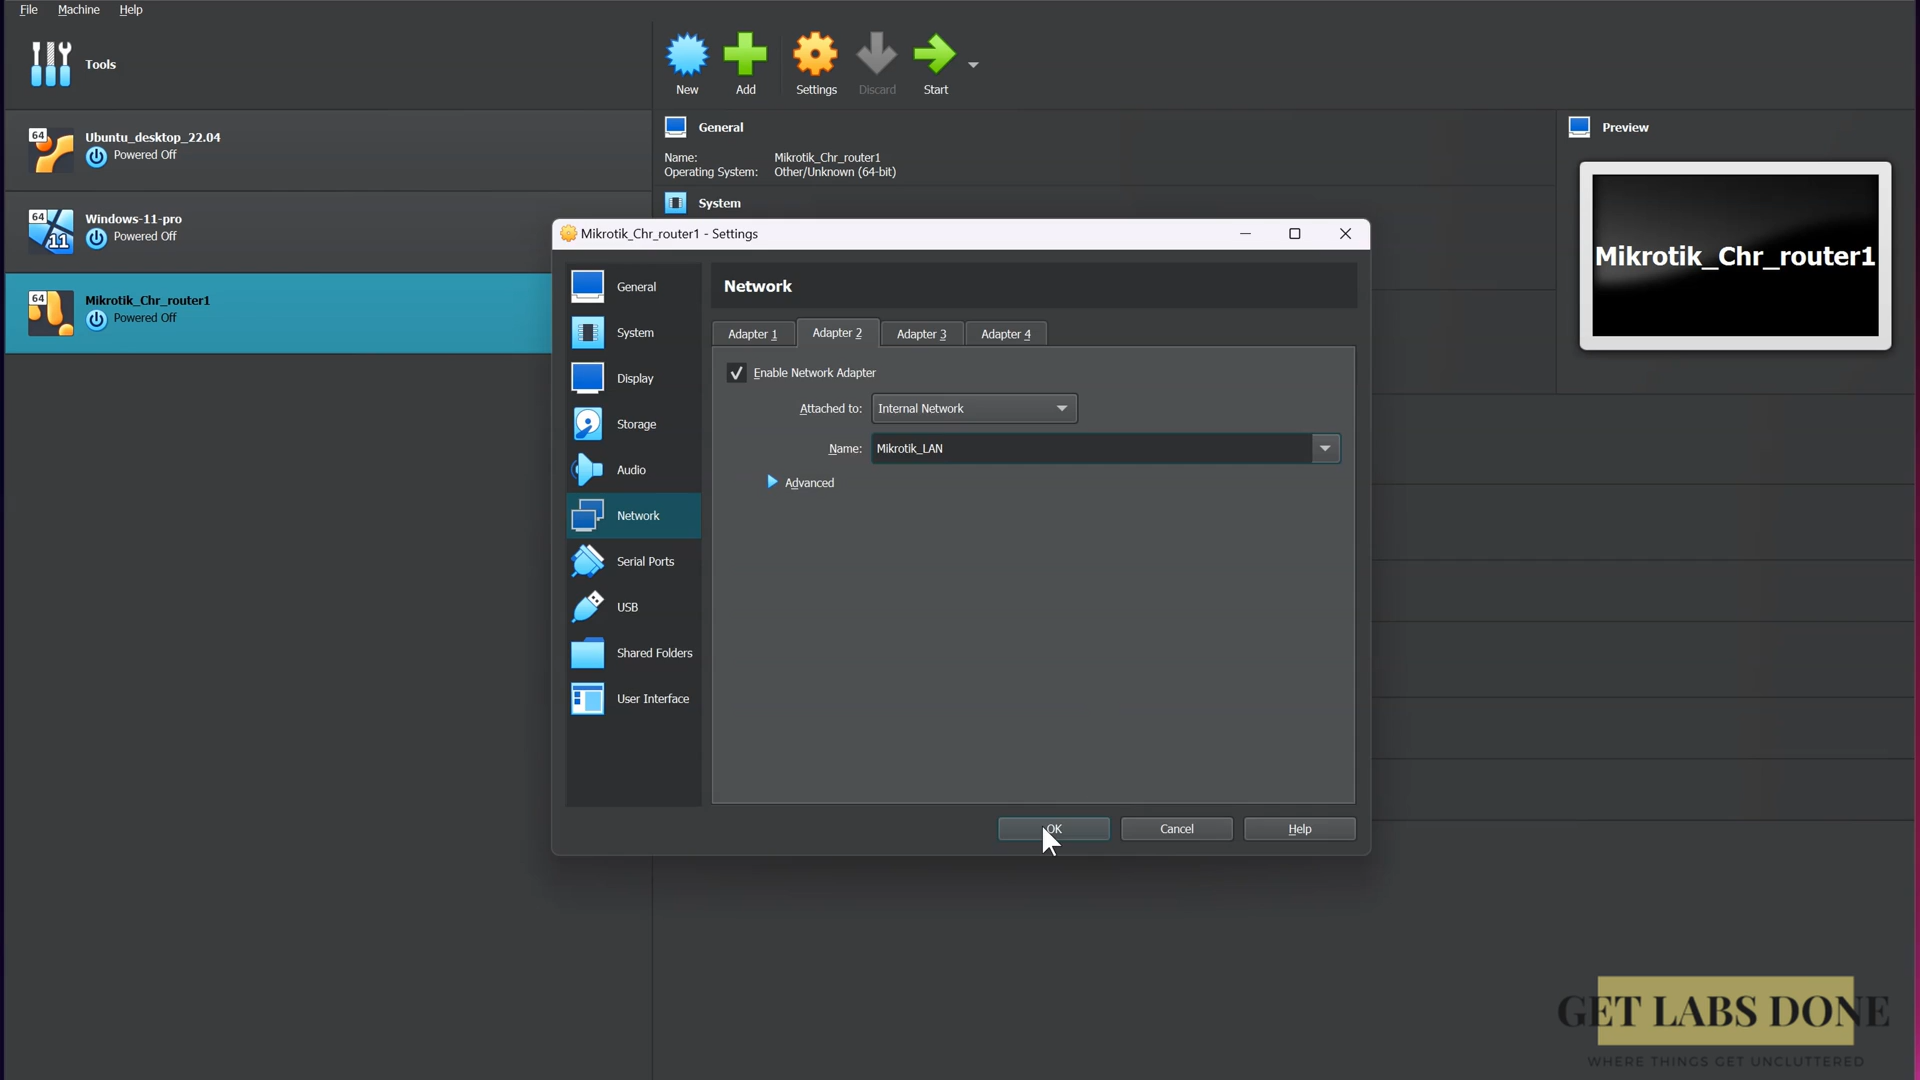 File Machine Help
Tools
New Add Settings Discard Start
64 Ubuntu_desktop_22.04
Powered Off
64 11 Windows-11-pro
Powered Off
64 Mikrotik_Chr_router1
Powered Off
General
Name: Mikrotik_Chr_router1
Operating System: Other/Unknown (64-bit)
System
Preview
Mikrotik_Chr_router1
Mikrotik_Chr_router1 - Settings
General
System
Display
Storage
Audio
Network
Serial Ports
USB
Shared Folders
User Interface
Network
Adapter 1 Adapter 2 Adapter 3 Adapter 4
Enable Network Adapter
Attached to: Internal Network
Name: Mikrotik_LAN
Advanced
OK Cancel Help
GET LABS DONE
WHERE THINGS GET UNCLUTTERED